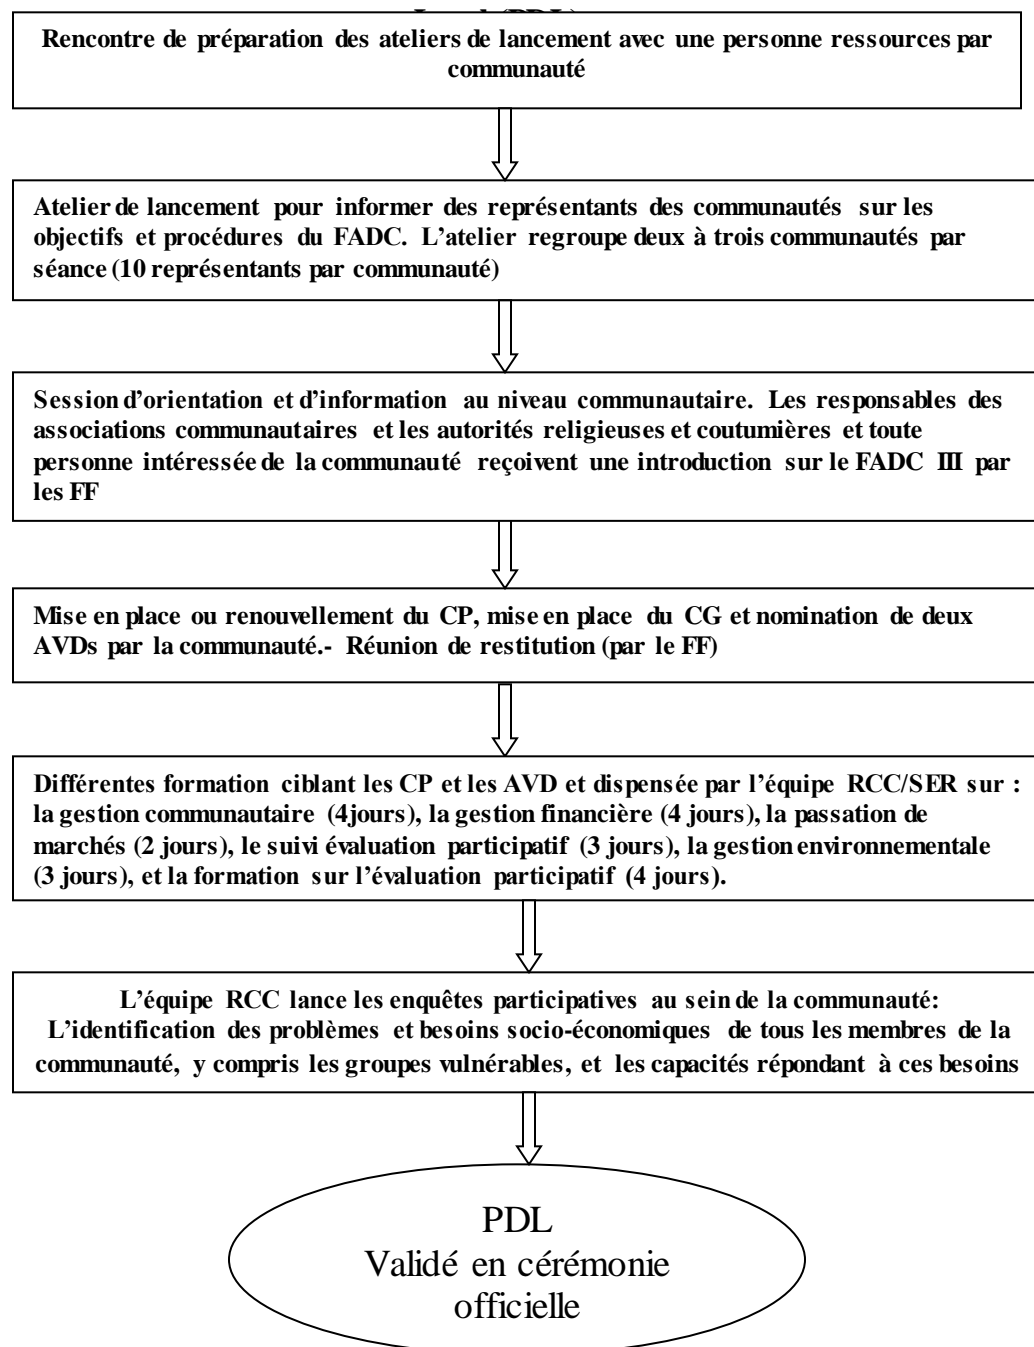 Rencontre de préparation des ateliers de lancement avec une personne ressources par
communauté
Atelier de lancement pour informer des représentants des communautés sur les
objectifs et procédures du FADC. L’atelier regroupe deux à trois communautés par
séance (10 représentants par communauté)
Session d’orientation et d’information au niveau communautaire. Les responsables des
associations communautaires et les autorités religieuses et coutumières et toute
personne intéressée de la communauté reçoivent une introduction sur le FADC III par
les FF
Mise en place ou renouvellement du CP, mise en place du CG et nomination de deux
AVDs par la communauté.- Réunion de restitution (par le FF)
Différentes formation ciblant les CP et les AVD et dispensée par l’équipe RCC/SER sur :
la gestion communautaire (4jours), la gestion financière (4 jours), la passation de
marchés (2 jours), le suivi évaluation participatif (3 jours), la gestion environnementale
(3 jours), et la formation sur l’évaluation participatif (4 jours).
L’équipe RCC lance les enquêtes participatives au sein de la communauté:
L’identification des problèmes et besoins socio-économiques de tous les membres de la
communauté, y compris les groupes vulnérables, et les capacités répondant à ces besoins
PDL
Validé en cérémonie
officielle